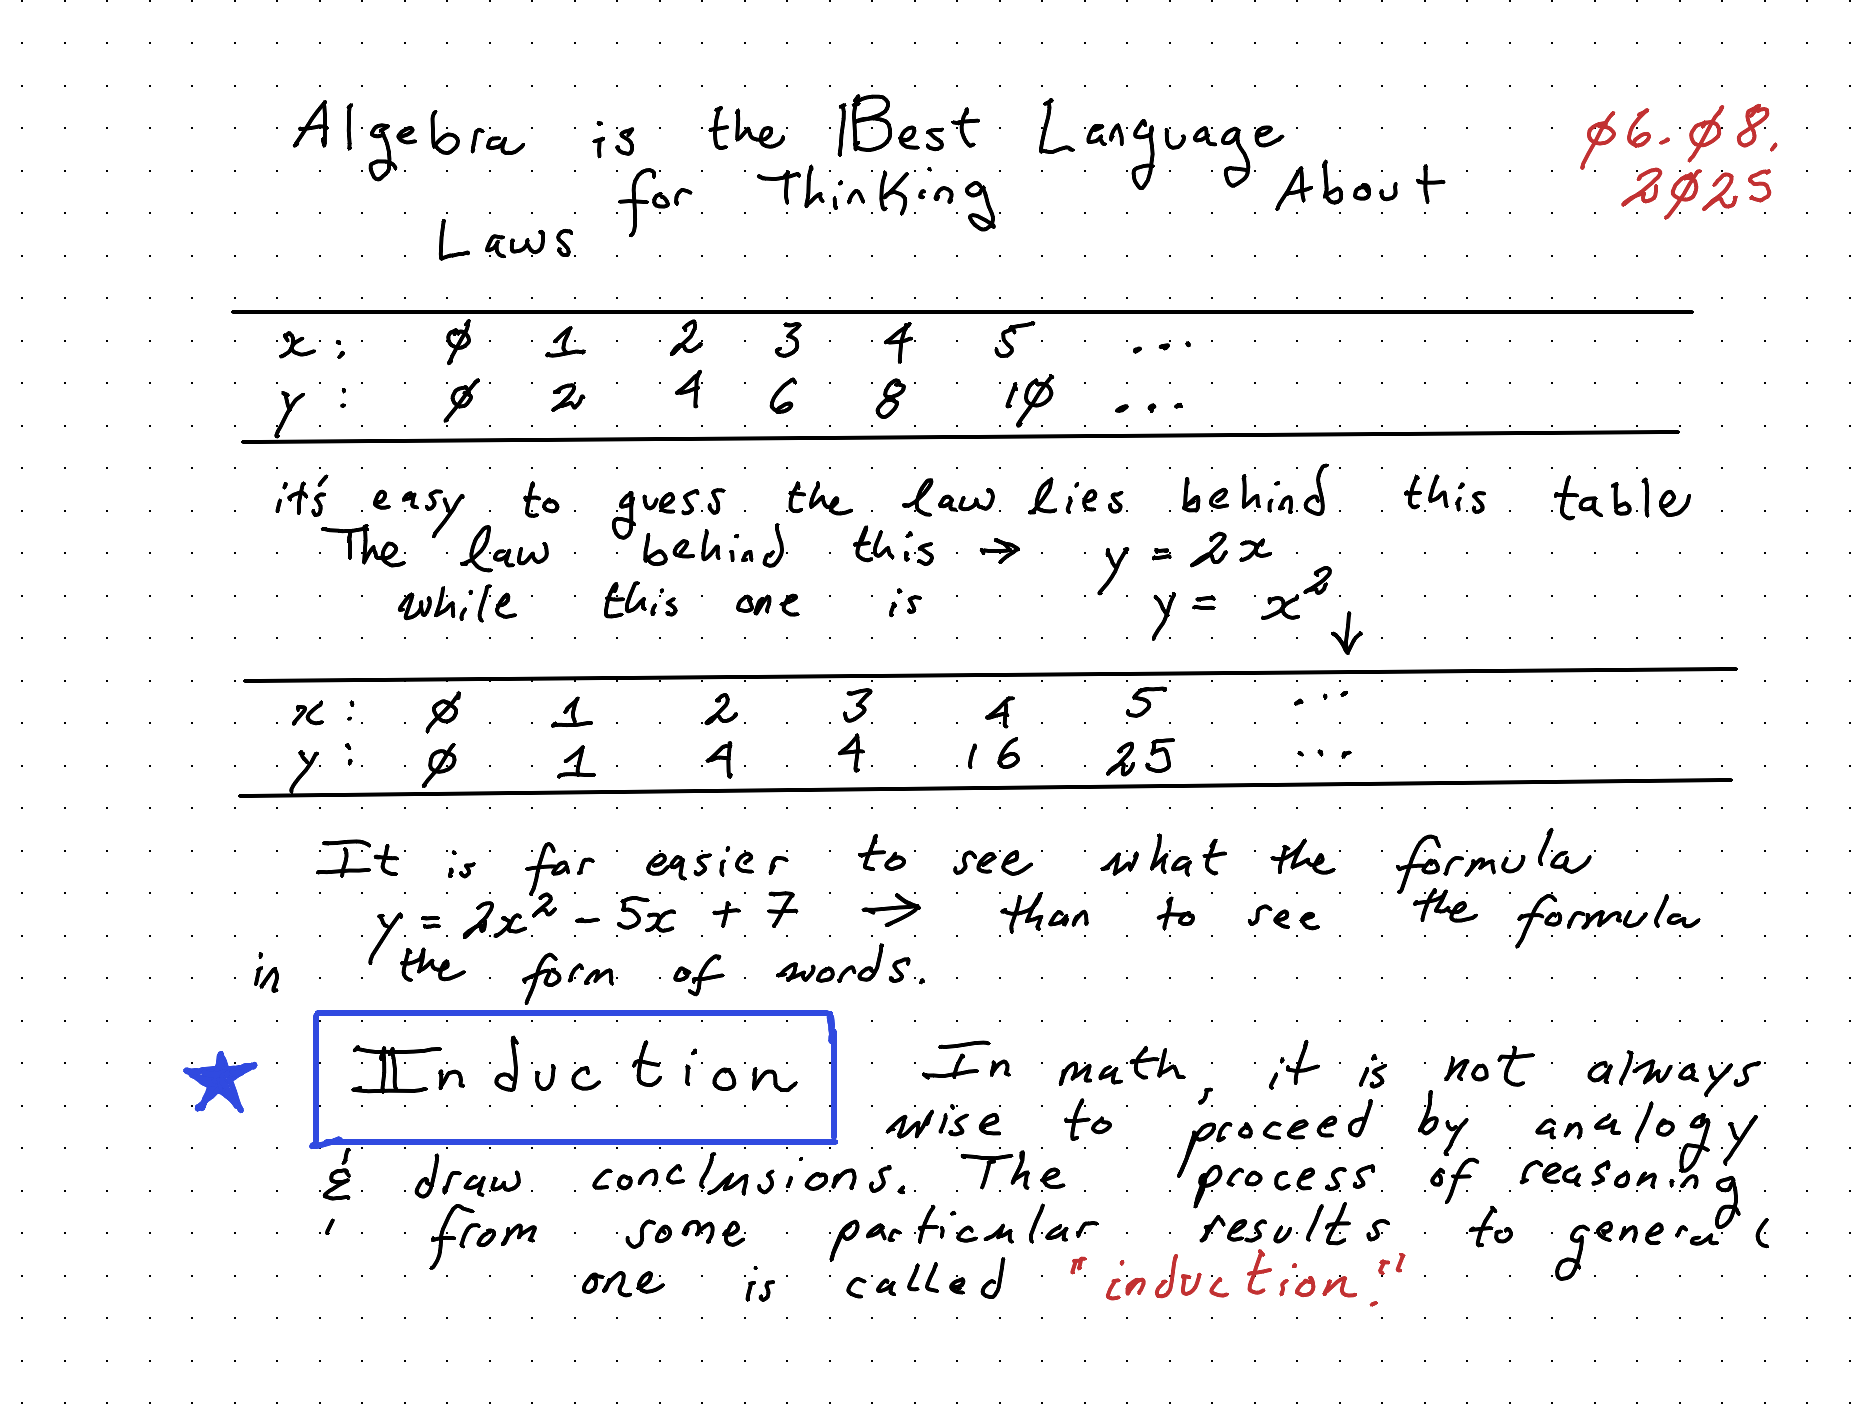 Algebra is the Best Language
for Thinking About
Laws
06.08.
2025
x: 0 1 2 3 4 5 ...
y: 0 2 4 6 8 10 ...
it's easy to guess the law lies behind this table
The law behind this → y = 2x
while this one is y = x²
↓
x: 0 1 2 3 4 5 ...
y: 0 1 4 4 16 25 ...
It is far easier to see what the formula
y = 2x² - 5x + 7 → than to see the formula
in the form of words.
★ Induction In math, it is not always
wise to proceed by analogy
& draw conclusions. The process of reasoning
from some particular results to general
one is called "induction."